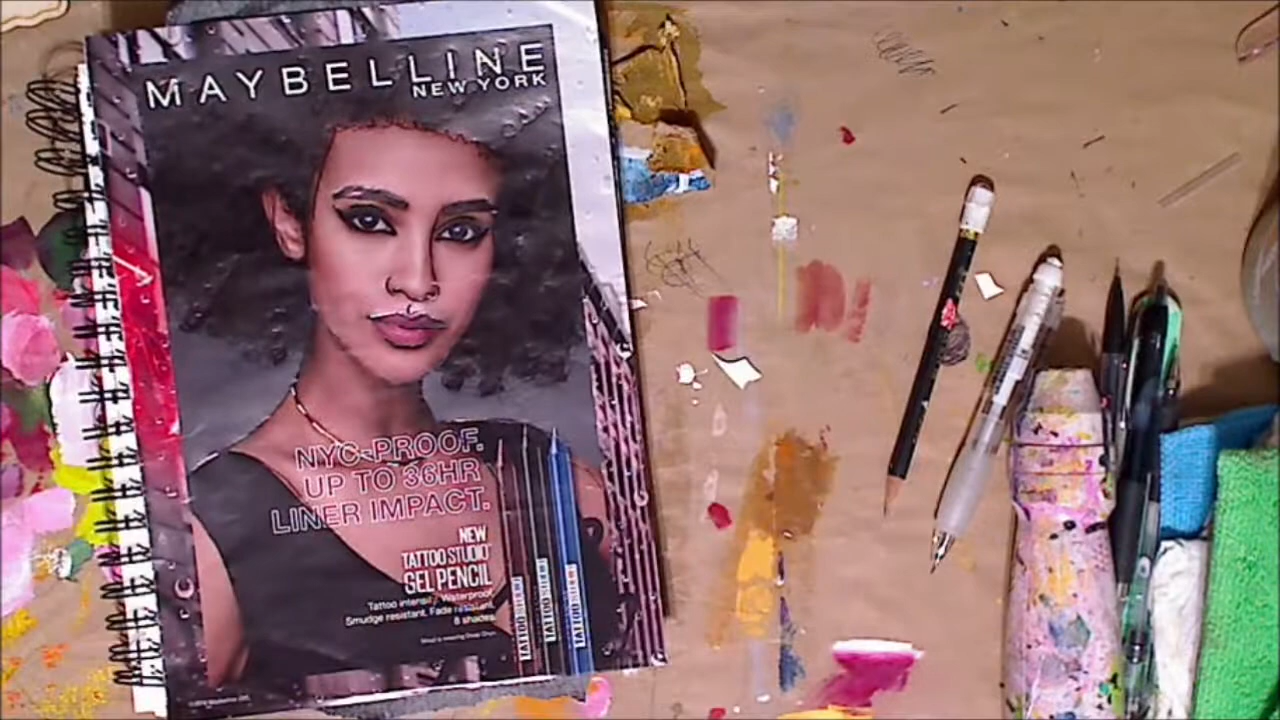 MAYBELLINE
NEW YORK
NYC-PROOF.
UP TO 36HR
LINER IMPACT.
NEW
TATTOO STUDIO
GEL PENCIL
Tattoo intensity, Waterproof,
Smudge resistant, Fade resistant.
8 shades
TATTOO STUDIO
TATTOO STUDIO
TATTOO STUDIO